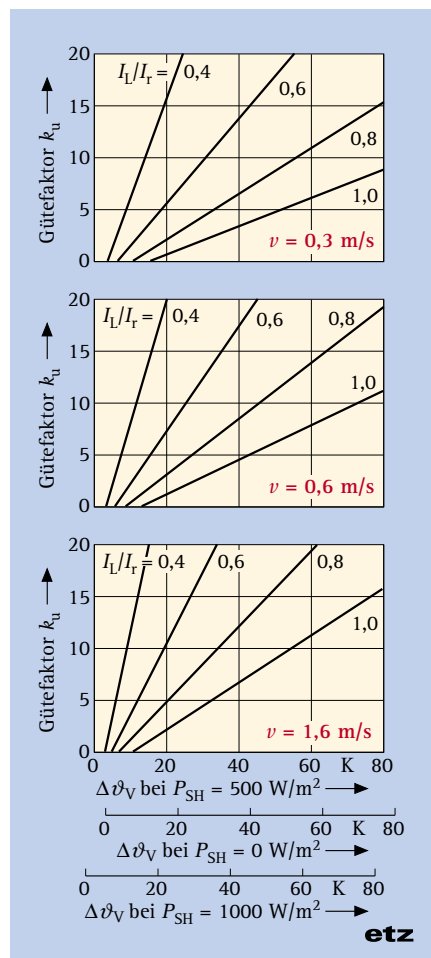 20
15
10
5
0
Gütefaktor kᵤ
I_L/I_r = 0,4
0,6
0,8
1,0
v = 0,3 m/s
20
15
10
5
0
Gütefaktor kᵤ
I_L/I_r = 0,4
0,6
0,8
1,0
v = 0,6 m/s
20
15
10
5
0
Gütefaktor kᵤ
I_L/I_r = 0,4
0,6
0,8
1,0
v = 1,6 m/s
0 20 40 60 K 80
Δϑ_V bei P_SH = 500 W/m²
0 20 40 60 K 80
Δϑ_V bei P_SH = 0 W/m²
0 20 40 60 K 80
Δϑ_V bei P_SH = 1000 W/m²
etz